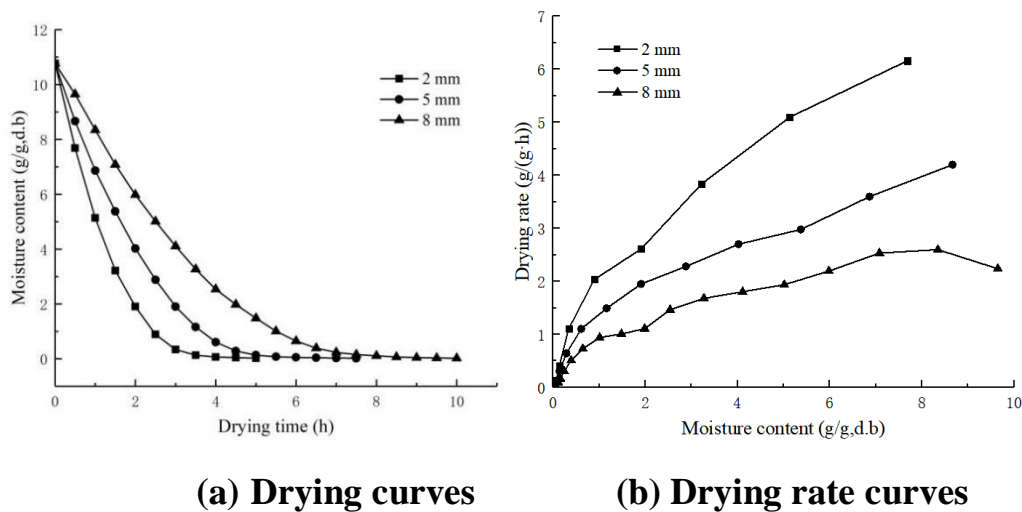 12
10
8
6
4
2
0
0
2
4
6
8
10
Moisture content (g/g,d.b)
Drying time (h)
2 mm
5 mm
8 mm
7
6
5
4
3
2
1
0
0
2
4
6
8
10
Drying rate (g/(g·h))
Moisture content (g/g,d.b)
2 mm
5 mm
8 mm
(a) Drying curves
(b) Drying rate curves